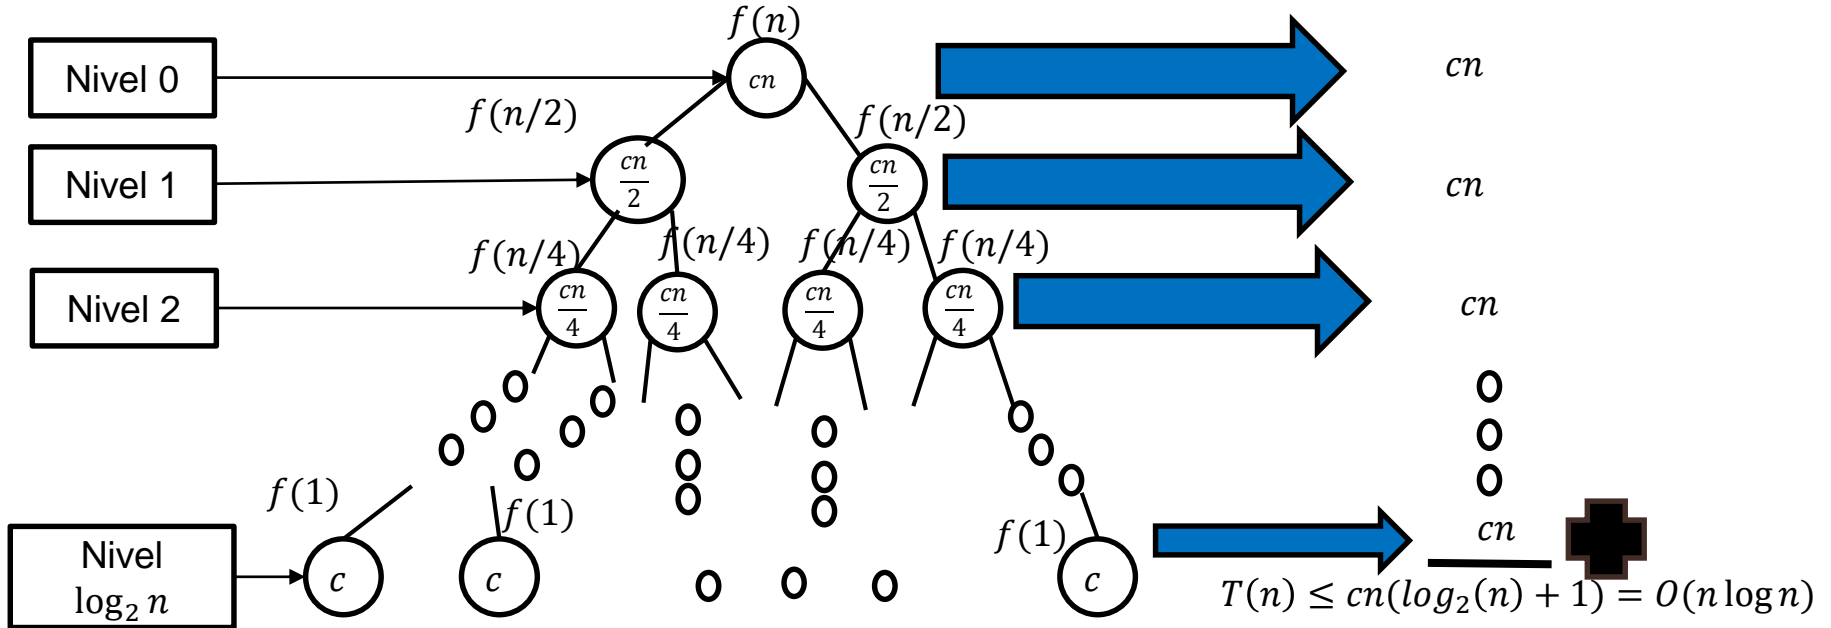 f(n)
Nivel 0
cn
cn
f(n/2)
f(n/2)
Nivel 1
cn/2
cn/2
cn
f(n/4)
f(n/4)
f(n/4)
f(n/4)
Nivel 2
cn/4
cn/4
cn/4
cn/4
cn
f(1)
f(1)
f(1)
cn
Nivel
log₂ n
c
c
c
T(n) ≤ cn(log₂(n) + 1) = O(n log n)